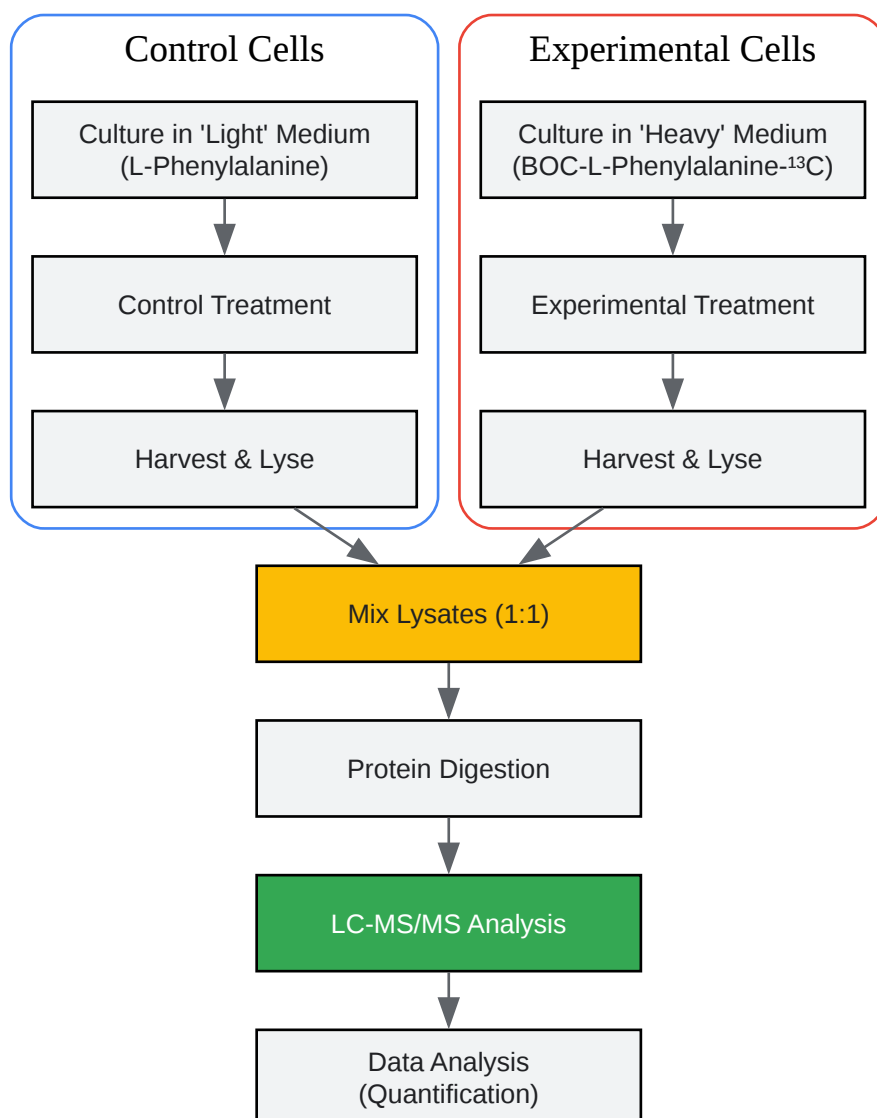 Control Cells
Culture in 'Light' Medium
(L-Phenylalanine)
Control Treatment
Harvest & Lyse
Experimental Cells
Culture in 'Heavy' Medium
(BOC-L-Phenylalanine-¹³C)
Experimental Treatment
Harvest & Lyse
Mix Lysates (1:1)
Protein Digestion
LC-MS/MS Analysis
Data Analysis
(Quantification)